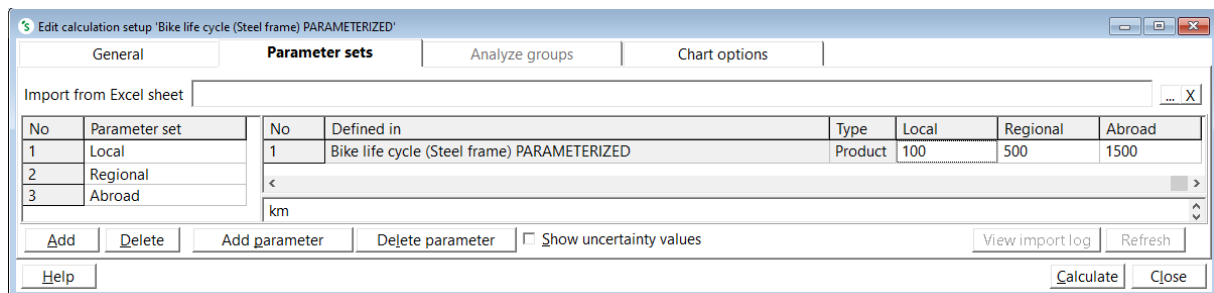 Edit calculation setup 'Bike life cycle (Steel frame) PARAMETERIZED'
General Parameter sets Analyze groups Chart options
Import from Excel sheet ... X
No Parameter set No Defined in Type Local Regional Abroad
1 Local 1 Bike life cycle (Steel frame) PARAMETERIZED Product 100 500 1500
2 Regional
3 Abroad
km
Add Delete Add parameter Delete parameter Show uncertainty values View import log Refresh
Help Calculate Close